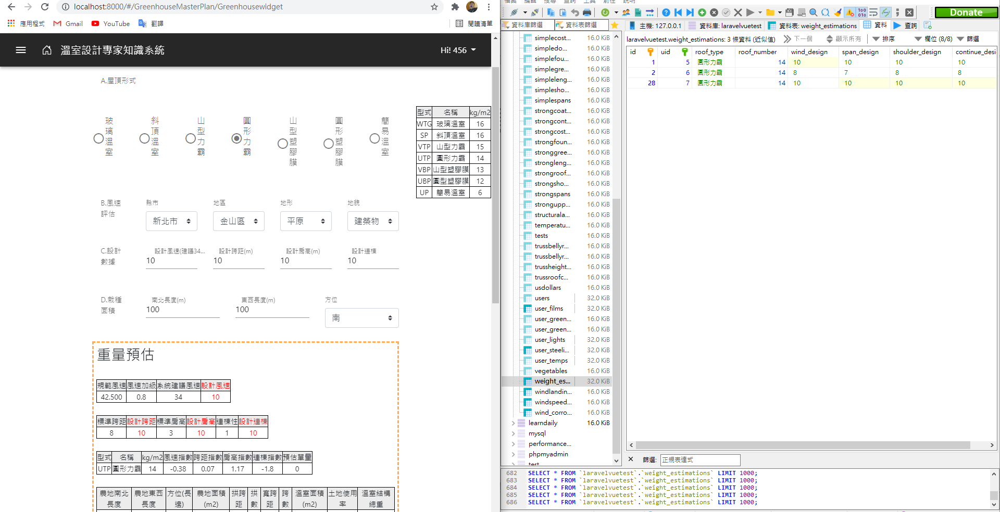 localhost:8000/#/GreenhouseMasterPlan/Greenhousewidget
應用程式 Gmail YouTube 翻譯 閱讀清單
溫室設計專家知識系統 Hi! 456
A.屋頂形式
玻璃溫室 斜頂溫室 山型力霸 圓形力霸 山型塑膠膜 圓形塑膠膜 簡易溫室
型式 名稱 kg/m2
WTG 玻璃溫室 16
SP 斜頂溫室 16
VTP 山型力霸 15
UTP 圓形力霸 14
VBP 山型塑膠膜 13
UBP 圓型塑膠膜 12
UP 簡易溫室 6
B.風速評估 縣市 地區 地形 地貌
新北市 金山區 平原 建築物
C.設計數據 設計風速(建議34... 設計跨距(m) 設計肩高(m) 設計連棟
10 10 10 10
D.栽種面積 南北長度(m) 東西長度(m) 方位
100 100 南
重量預估
規範風速 風速加級 系統建議風速 設計風速
42.500 0.8 34 10
標準跨距 設計跨距 標準肩高 設計肩高 連棟性 設計連棟
8 10 3 10 1 10
型式 名稱 kg/m2 風速指數 跨距指數 肩高指數 連棟指數 預估單量
UTP 圓形力霸 14 -0.38 0.07 1.17 -1.8 0
農地南北長度 農地東西長度 方位(長邊) 農地面積(m2) 拱跨距 拱數 寬跨距 跨數 溫室面積(m2) 土地使用率 溫室結構總重
檔案 編輯 搜尋 查詢 工具 前往 說明
Donate
資料庫篩選 資料表篩選
simplecost... 16.0 KiB
simpledo... 16.0 KiB
simplefou... 16.0 KiB
simplegre... 16.0 KiB
simpleleng... 16.0 KiB
simplesho... 16.0 KiB
simplespans 16.0 KiB
strongcoat... 16.0 KiB
strongcont... 16.0 KiB
strongcost... 16.0 KiB
strongfoun... 16.0 KiB
stronggree... 16.0 KiB
strongleng... 16.0 KiB
strongroof... 16.0 KiB
strongsho... 16.0 KiB
strongspans 16.0 KiB
strongupp... 16.0 KiB
structurala... 16.0 KiB
temperatu... 16.0 KiB
tests 16.0 KiB
trussbellyr... 16.0 KiB
trussbellyr... 16.0 KiB
trussheight... 16.0 KiB
trussroofc... 16.0 KiB
usdollars 16.0 KiB
users 32.0 KiB
user_films 32.0 KiB
user_green... 16.0 KiB
user_green... 16.0 KiB
user_lights 16.0 KiB
user_steeli... 32.0 KiB
user_temps 32.0 KiB
vegetables 16.0 KiB
weight_es... 32.0 KiB
windlandin... 16.0 KiB
windspeed... 16.0 KiB
wind_corro... 16.0 KiB
learndaily 16.0 KiB
mysql
performance...
phpmyadmin
test
主機: 127.0.0.1 資料庫: laravelvuetest 資料表: weight_estimations 資料 查詢
laravelvuetest.weight_estimations: 3 條資料 (近似值) 下一個 顯示所有 排序 欄位 (8/8) 篩選
id uid roof_type roof_number wind_design span_design shoulder_design continue_desi
1 5 圓形力霸 14 10 10 10 10
2 6 圓形力霸 14 8 7 8 8
28 7 圓形力霸 14 10 10 10 10
篩選: 正規表達式
682 SELECT * FROM `laravelvuetest`.`weight_estimations` LIMIT 1000;
683 SELECT * FROM `laravelvuetest`.`weight_estimations` LIMIT 1000;
684 SELECT * FROM `laravelvuetest`.`weight_estimations` LIMIT 1000;
685 SELECT * FROM `laravelvuetest`.`weight_estimations` LIMIT 1000;
686 SELECT * FROM `laravelvuetest`.`weight_estimations` LIMIT 1000;